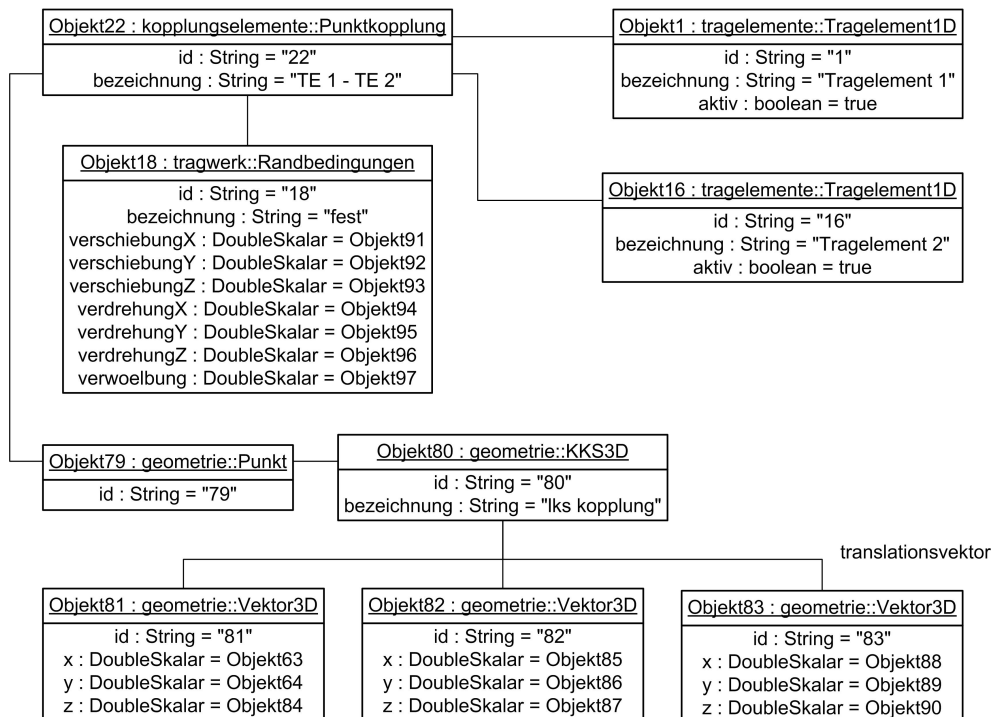 Objekt22 : kopplungselemente::Punktkopplung
id : String = "22"
bezeichnung : String = "TE 1 - TE 2"
Objekt1 : tragelemente::Tragelement1D
id : String = "1"
bezeichnung : String = "Tragelement 1"
aktiv : boolean = true
Objekt18 : tragwerk::Randbedingungen
id : String = "18"
bezeichnung : String = "fest"
verschiebungX : DoubleSkalar = Objekt91
verschiebungY : DoubleSkalar = Objekt92
verschiebungZ : DoubleSkalar = Objekt93
verdrehungX : DoubleSkalar = Objekt94
verdrehungY : DoubleSkalar = Objekt95
verdrehungZ : DoubleSkalar = Objekt96
verwoelbung : DoubleSkalar = Objekt97
Objekt16 : tragelemente::Tragelement1D
id : String = "16"
bezeichnung : String = "Tragelement 2"
aktiv : boolean = true
Objekt79 : geometrie::Punkt
id : String = "79"
Objekt80 : geometrie::KKS3D
id : String = "80"
bezeichnung : String = "lks kopplung"
translationsvektor
Objekt81 : geometrie::Vektor3D
id : String = "81"
x : DoubleSkalar = Objekt63
y : DoubleSkalar = Objekt64
z : DoubleSkalar = Objekt84
Objekt82 : geometrie::Vektor3D
id : String = "82"
x : DoubleSkalar = Objekt85
y : DoubleSkalar = Objekt86
z : DoubleSkalar = Objekt87
Objekt83 : geometrie::Vektor3D
id : String = "83"
x : DoubleSkalar = Objekt88
y : DoubleSkalar = Objekt89
z : DoubleSkalar = Objekt90